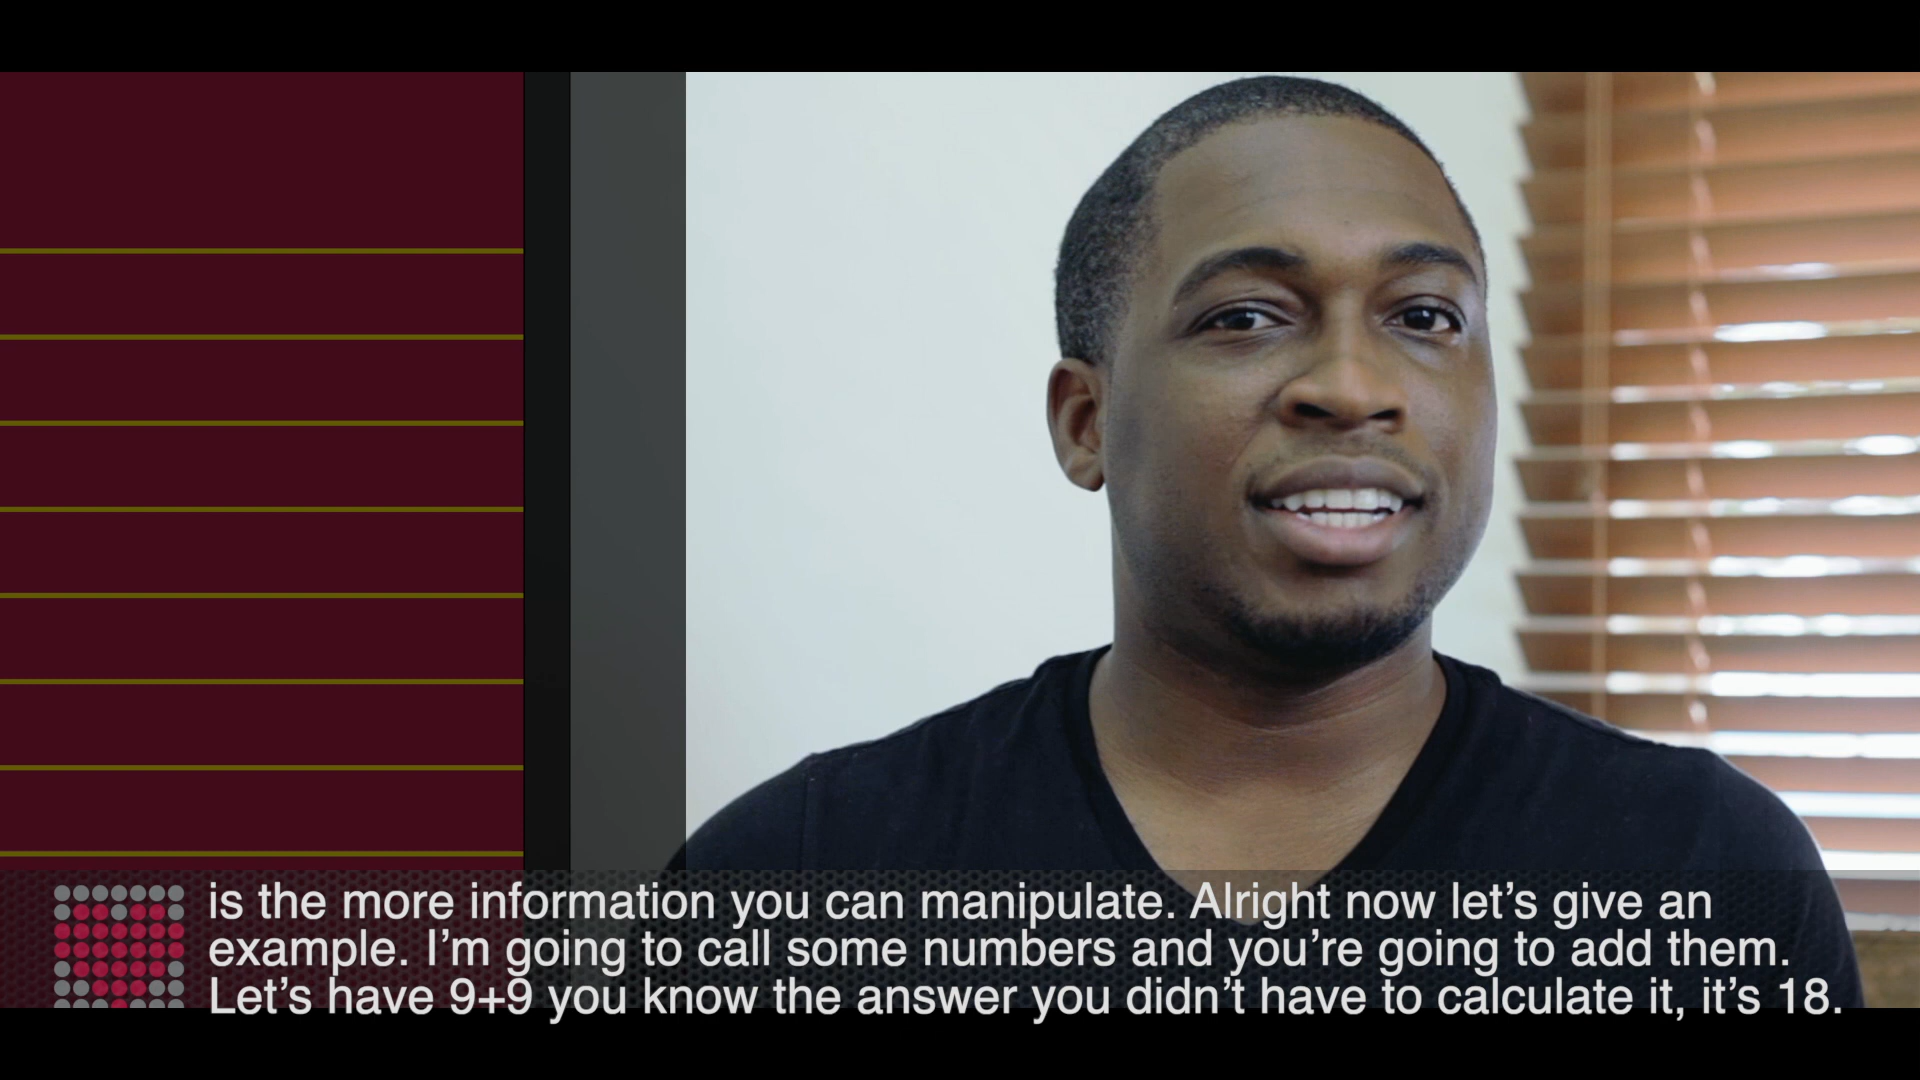 is the more information you can manipulate. Alright now let’s give an
example. I’m going to call some numbers and you’re going to add them.
Let’s have 9+9 you know the answer you didn’t have to calculate it, it’s 18.